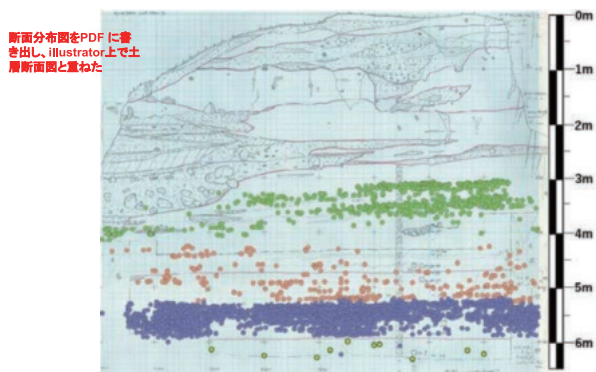 断面分布図をPDF に書
き出し、illustrator上で土
層断面図と重ねた
0m
1m
2m
3m
4m
5m
6m